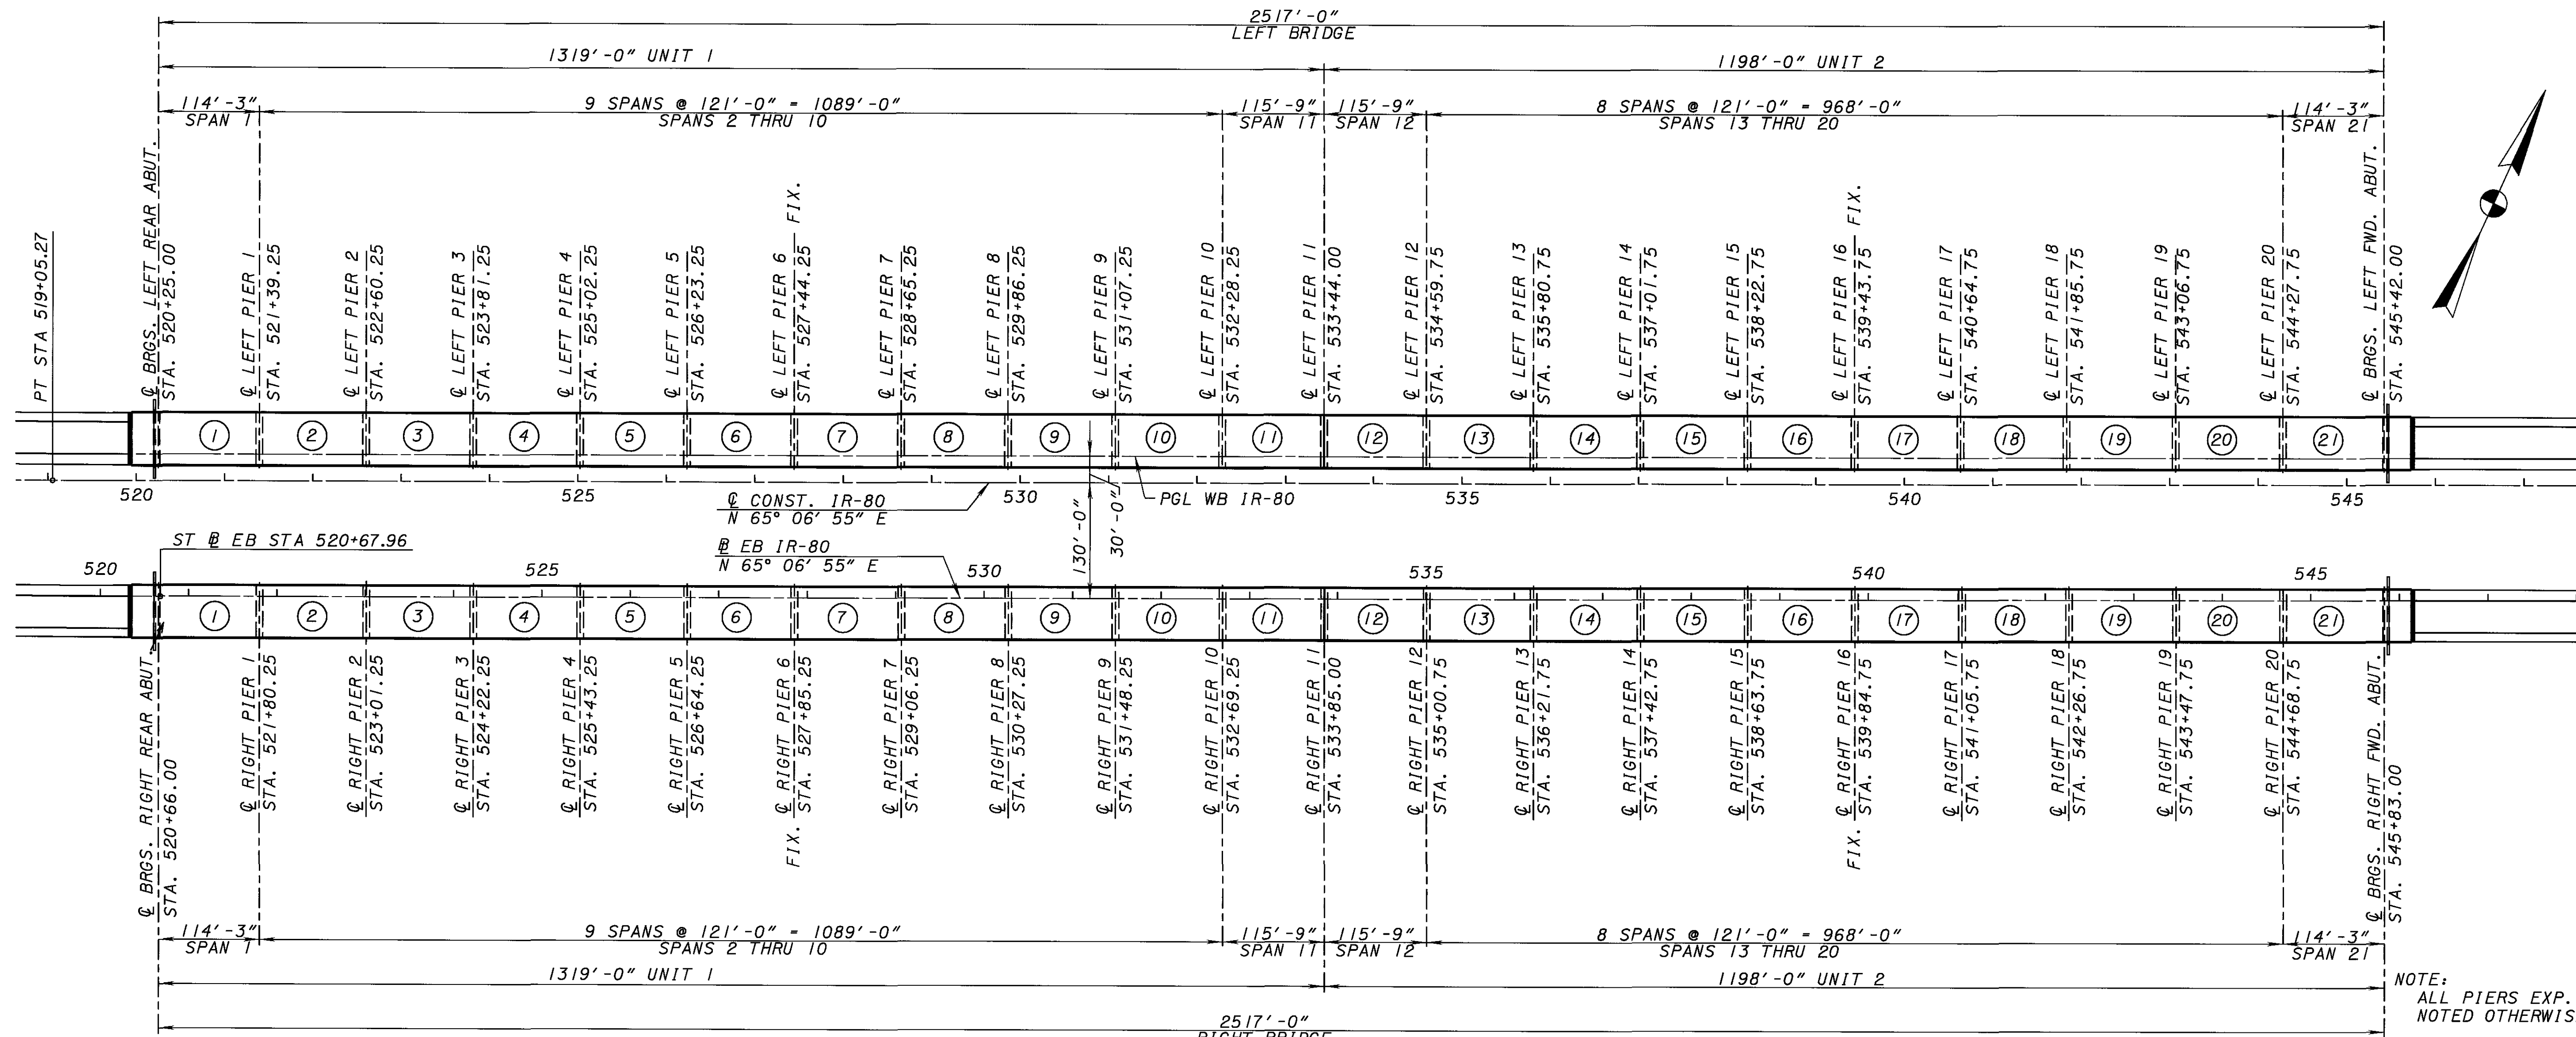 2517'-0"
LEFT BRIDGE
1319'-0" UNIT 1
1198'-0" UNIT 2
114'-3"
SPAN 1
9 SPANS @ 121'-0" = 1089'-0"
SPANS 2 THRU 10
115'-9"
SPAN 11
115'-9"
SPAN 12
8 SPANS @ 121'-0" = 968'-0"
SPANS 13 THRU 20
114'-3"
SPAN 21
PT STA 519+05.27
℄ BRGS. LEFT REAR ABUT.
STA. 520+25.00
℄ LEFT PIER 1
STA. 521+39.25
℄ LEFT PIER 2
STA. 522+60.25
℄ LEFT PIER 3
STA. 523+81.25
℄ LEFT PIER 4
STA. 525+02.25
℄ LEFT PIER 5
STA. 526+23.25
℄ LEFT PIER 6 FIX.
STA. 527+44.25
℄ LEFT PIER 7
STA. 528+65.25
℄ LEFT PIER 8
STA. 529+86.25
℄ LEFT PIER 9
STA. 531+07.25
℄ LEFT PIER 10
STA. 532+28.25
℄ LEFT PIER 11
STA. 533+44.00
℄ LEFT PIER 12
STA. 534+59.75
℄ LEFT PIER 13
STA. 535+80.75
℄ LEFT PIER 14
STA. 537+01.75
℄ LEFT PIER 15
STA. 538+22.75
℄ LEFT PIER 16 FIX.
STA. 539+43.75
℄ LEFT PIER 17
STA. 540+64.75
℄ LEFT PIER 18
STA. 541+85.75
℄ LEFT PIER 19
STA. 543+06.75
℄ LEFT PIER 20
STA. 544+27.75
℄ BRGS. LEFT FWD. ABUT.
STA. 545+42.00
1 2 3 4 5 6 7 8 9 10 11 12 13 14 15 16 17 18 19 20 21
520 525 530 535 540 545
℄ CONST. IR-80
N 65° 06' 55" E
PGL WB IR-80
130'-0"
30'-0"
ST ⅊ EB STA 520+67.96
⅊ EB IR-80
N 65° 06' 55" E
520 525 530 535 540 545
1 2 3 4 5 6 7 8 9 10 11 12 13 14 15 16 17 18 19 20 21
℄ BRGS. RIGHT REAR ABUT.
STA. 520+66.00
℄ RIGHT PIER 1
STA. 521+80.25
℄ RIGHT PIER 2
STA. 523+01.25
℄ RIGHT PIER 3
STA. 524+22.25
℄ RIGHT PIER 4
STA. 525+43.25
℄ RIGHT PIER 5
STA. 526+64.25
FIX. ℄ RIGHT PIER 6
STA. 527+85.25
℄ RIGHT PIER 7
STA. 529+06.25
℄ RIGHT PIER 8
STA. 530+27.25
℄ RIGHT PIER 9
STA. 531+48.25
℄ RIGHT PIER 10
STA. 532+69.25
℄ RIGHT PIER 11
STA. 533+85.00
℄ RIGHT PIER 12
STA. 535+00.75
℄ RIGHT PIER 13
STA. 536+21.75
℄ RIGHT PIER 14
STA. 537+42.75
℄ RIGHT PIER 15
STA. 538+63.75
FIX. ℄ RIGHT PIER 16
STA. 539+84.75
℄ RIGHT PIER 17
STA. 541+05.75
℄ RIGHT PIER 18
STA. 542+26.75
℄ RIGHT PIER 19
STA. 543+47.75
℄ RIGHT PIER 20
STA. 544+68.75
℄ BRGS. RIGHT FWD. ABUT.
STA. 545+83.00
114'-3"
SPAN 1
9 SPANS @ 121'-0" = 1089'-0"
SPANS 2 THRU 10
115'-9"
SPAN 11
115'-9"
SPAN 12
8 SPANS @ 121'-0" = 968'-0"
SPANS 13 THRU 20
114'-3"
SPAN 21
1319'-0" UNIT 1
1198'-0" UNIT 2
2517'-0"
RIGHT BRIDGE
NOTE:
ALL PIERS EXP.
NOTED OTHERWIS